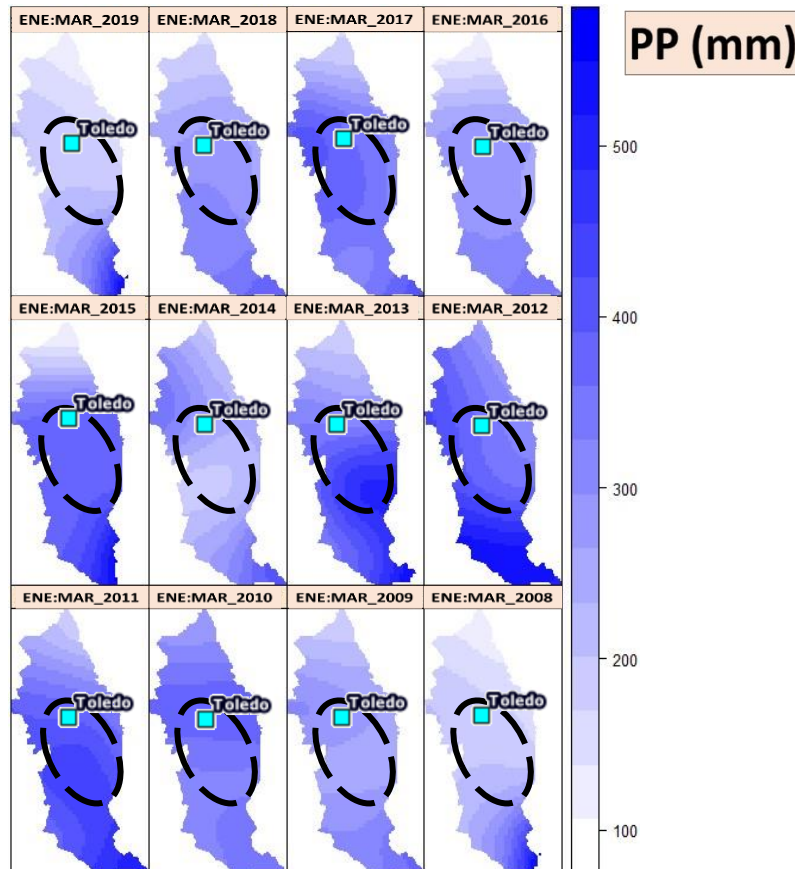 ENE:MAR_2019 ENE:MAR_2018 ENE:MAR_2017 ENE:MAR_2016
PP (mm)
Toledo Toledo Toledo Toledo
500
ENE:MAR_2015 ENE:MAR_2014 ENE:MAR_2013 ENE:MAR_2012
400
Toledo Toledo Toledo Toledo
300
ENE:MAR_2011 ENE:MAR_2010 ENE:MAR_2009 ENE:MAR_2008
200
Toledo Toledo Toledo Toledo
100